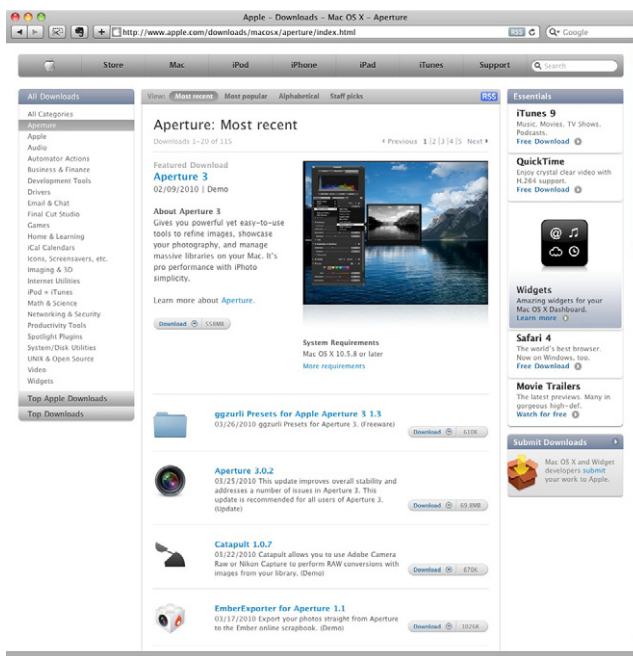 Apple – Downloads – Mac OS X – Aperture
http://www.apple.com/downloads/macosx/aperture/index.html
RSS
Google
Store
Mac
iPod
iPhone
iPad
iTunes
Support
Search
All Downloads
All Categories
Aperture
Apple
Audio
Automator Actions
Business & Finance
Development Tools
Drivers
Email & Chat
Final Cut Studio
Games
Home & Learning
iCal Calendars
Icons, Screensavers, etc.
Imaging & 3D
Internet Utilities
iPod + iTunes
Math & Science
Networking & Security
Productivity Tools
Spotlight Plugins
System/Disk Utilities
UNIX & Open Source
Video
Widgets
Top Apple Downloads
Top Downloads
View: Most recent Most popular Alphabetical Staff picks
RSS
Aperture: Most recent
Downloads 1–20 of 115
Previous 1|2|3|4|5 Next
Featured Download
Aperture 3
02/09/2010 | Demo
About Aperture 3
Gives you powerful yet easy-to-use
tools to refine images, showcase
your photography, and manage
massive libraries on your Mac. It's
pro performance with iPhoto
simplicity.
Learn more about Aperture.
Download 558MB
System Requirements
Mac OS X 10.5.8 or later
More requirements
ggzurli Presets for Apple Aperture 3 1.3
03/26/2010 ggzurli Presets for Aperture 3. (Freeware)
Download 610K
Aperture 3.0.2
03/25/2010 This update improves overall stability and
addresses a number of issues in Aperture 3. This
update is recommended for all users of Aperture 3.
(Update)
Download 69.8MB
Catapult 1.0.7
03/22/2010 Catapult allows you to use Adobe Camera
Raw or Nikon Capture to perform RAW conversions with
images from your library. (Demo)
Download 670K
EmberExporter for Aperture 1.1
03/17/2010 Export your photos straight from Aperture
to the Ember online scrapbook. (Demo)
Download 1026K
Essentials
iTunes 9
Music. Movies. TV Shows.
Podcasts.
Free Download
QuickTime
Enjoy crystal clear video with
H.264 support.
Free Download
Widgets
Amazing widgets for your
Mac OS X Dashboard.
Learn more
Safari 4
The world's best browser.
Now on Windows, too.
Free Download
Movie Trailers
The latest previews. Many in
gorgeous high-def.
Watch for free
Submit Downloads
Mac OS X and Widget
developers submit
your work to Apple.